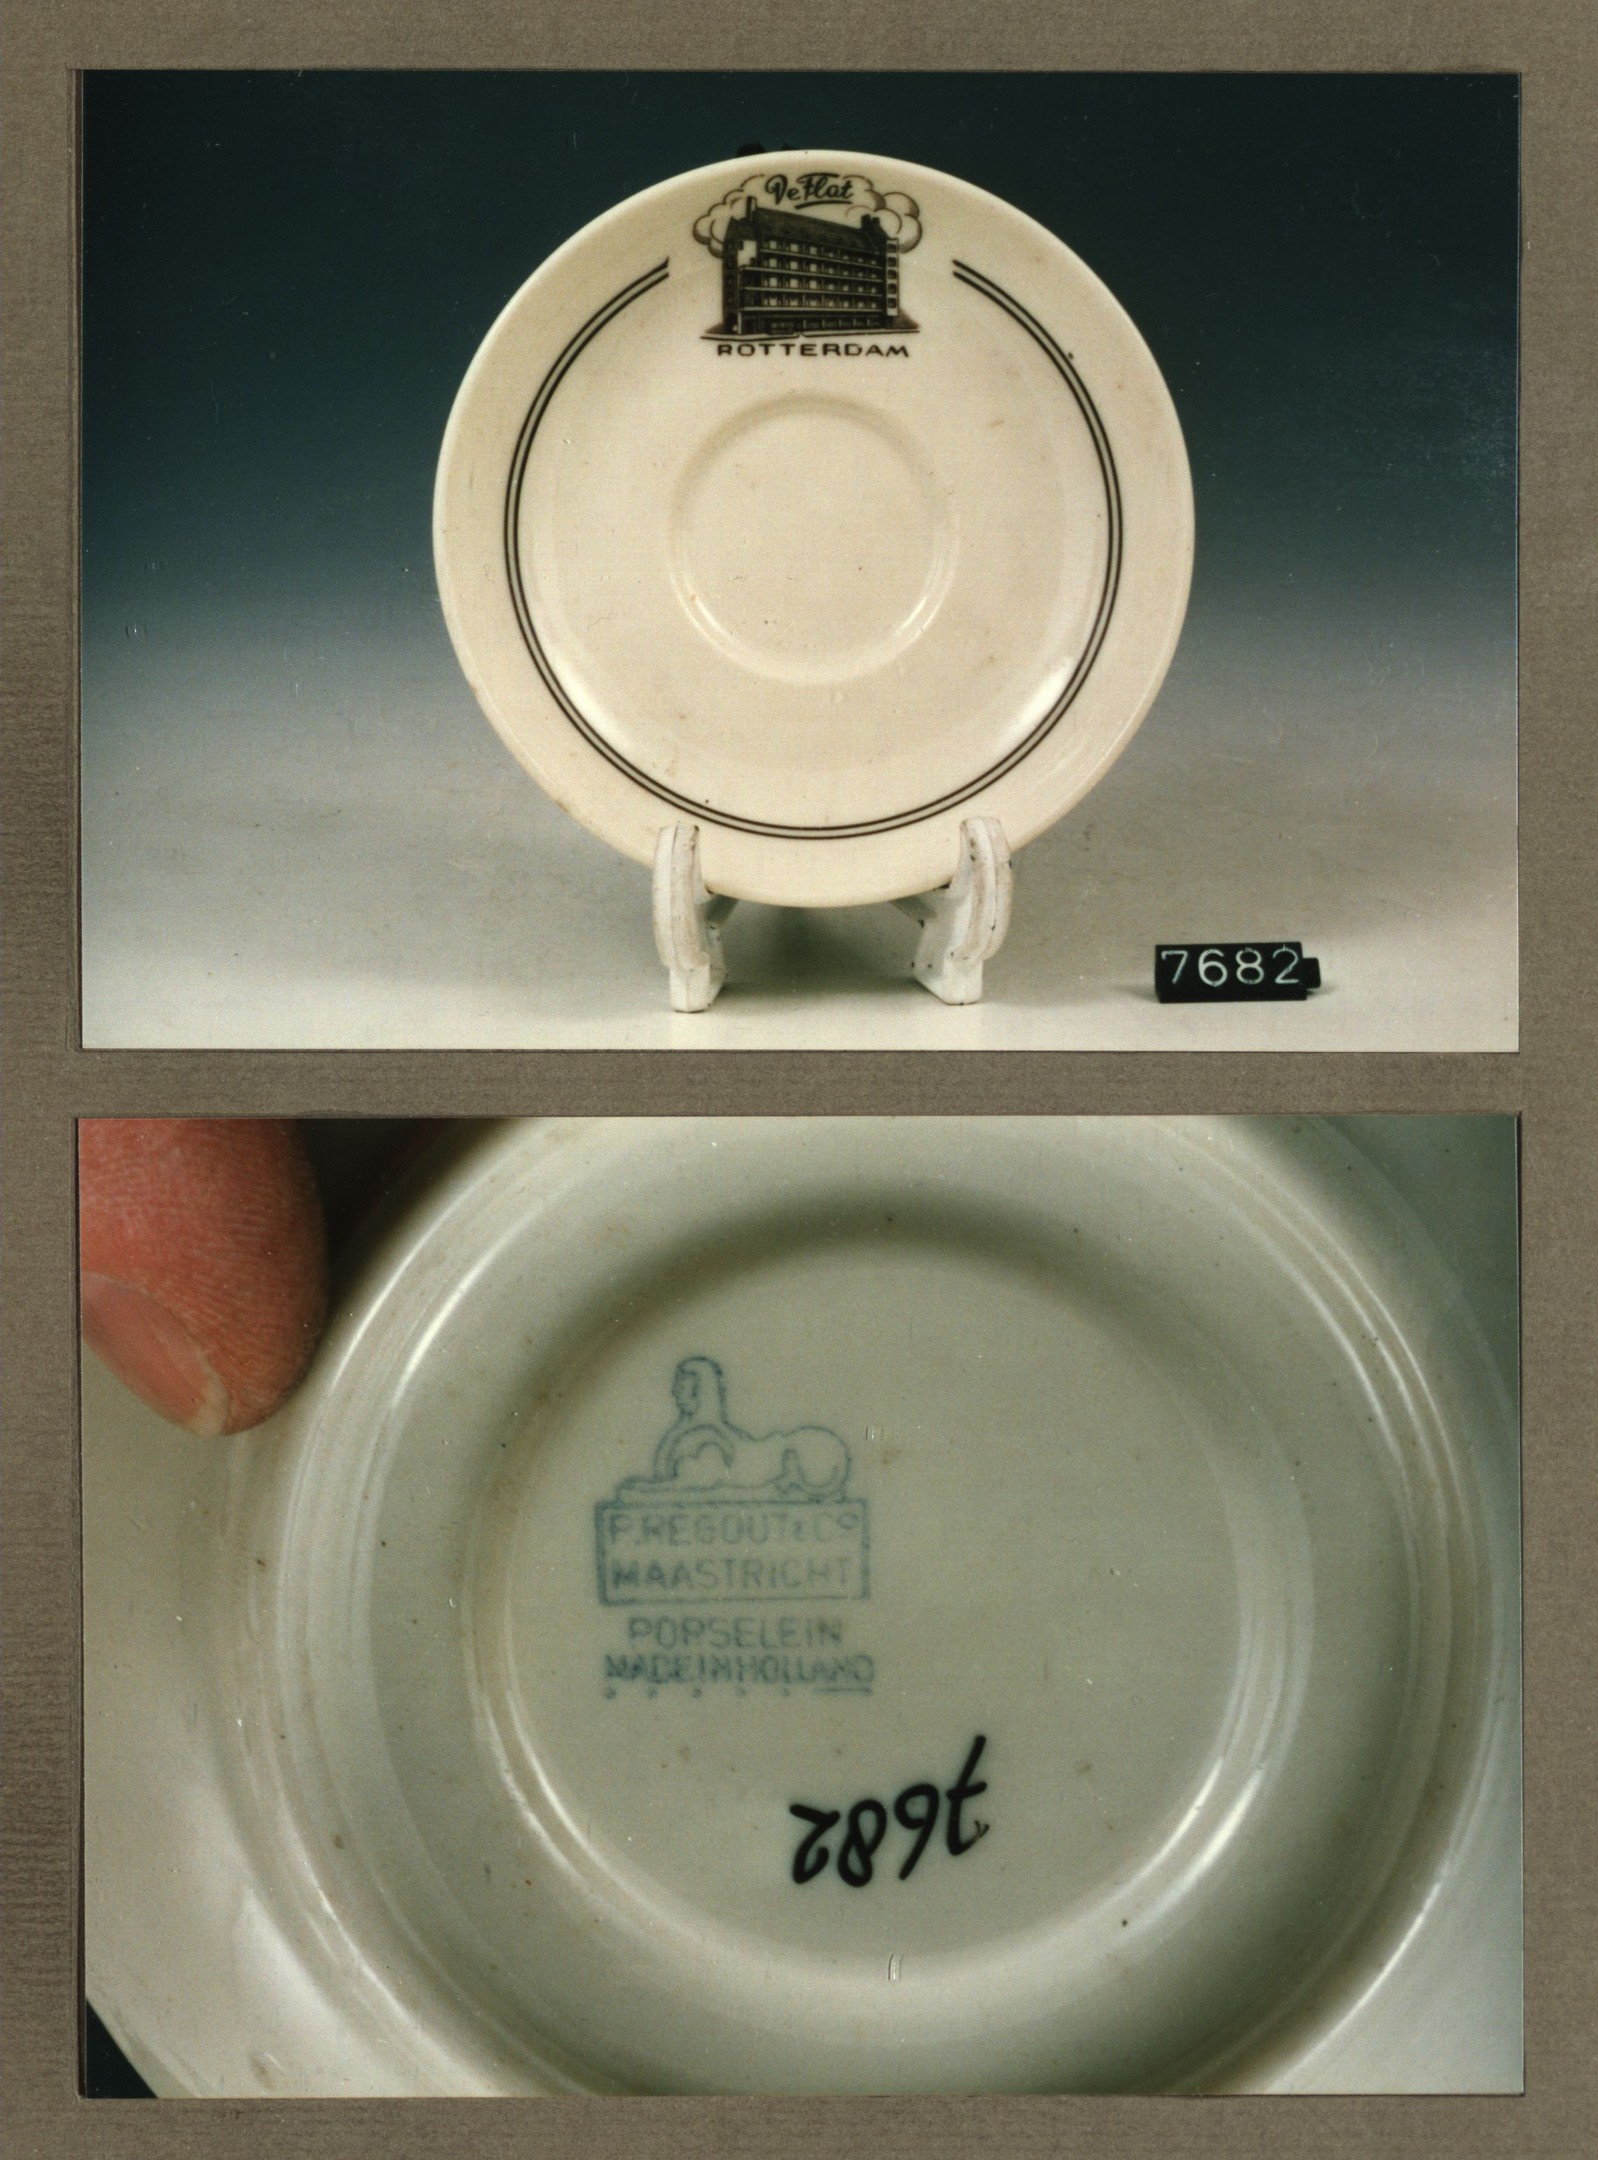 De Flat
ROTTERDAM
7682
P. REGOUT & Co
MAASTRICHT
PORSELEIN
MADE IN HOLLAND
7682